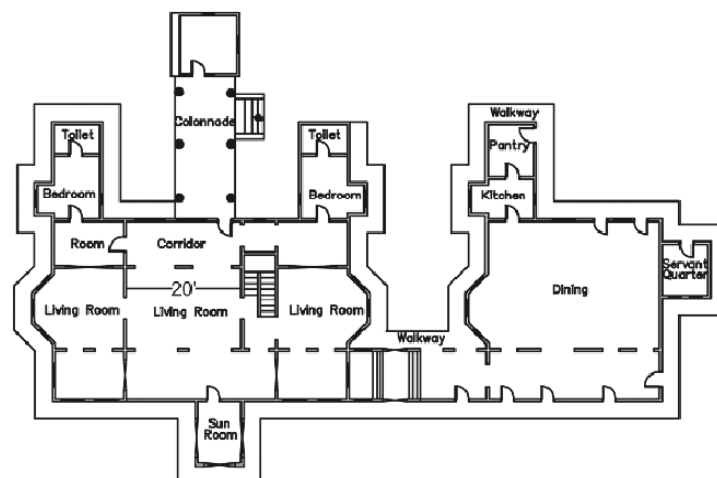 Walkway
Colonnade
Toilet
Toilet
Pantry
Bedroom
Bedroom
Kitchen
Room
Corridor
Servant
Quarter
20'
Dining
Living Room
Living Room
Living Room
Walkway
Sun
Room